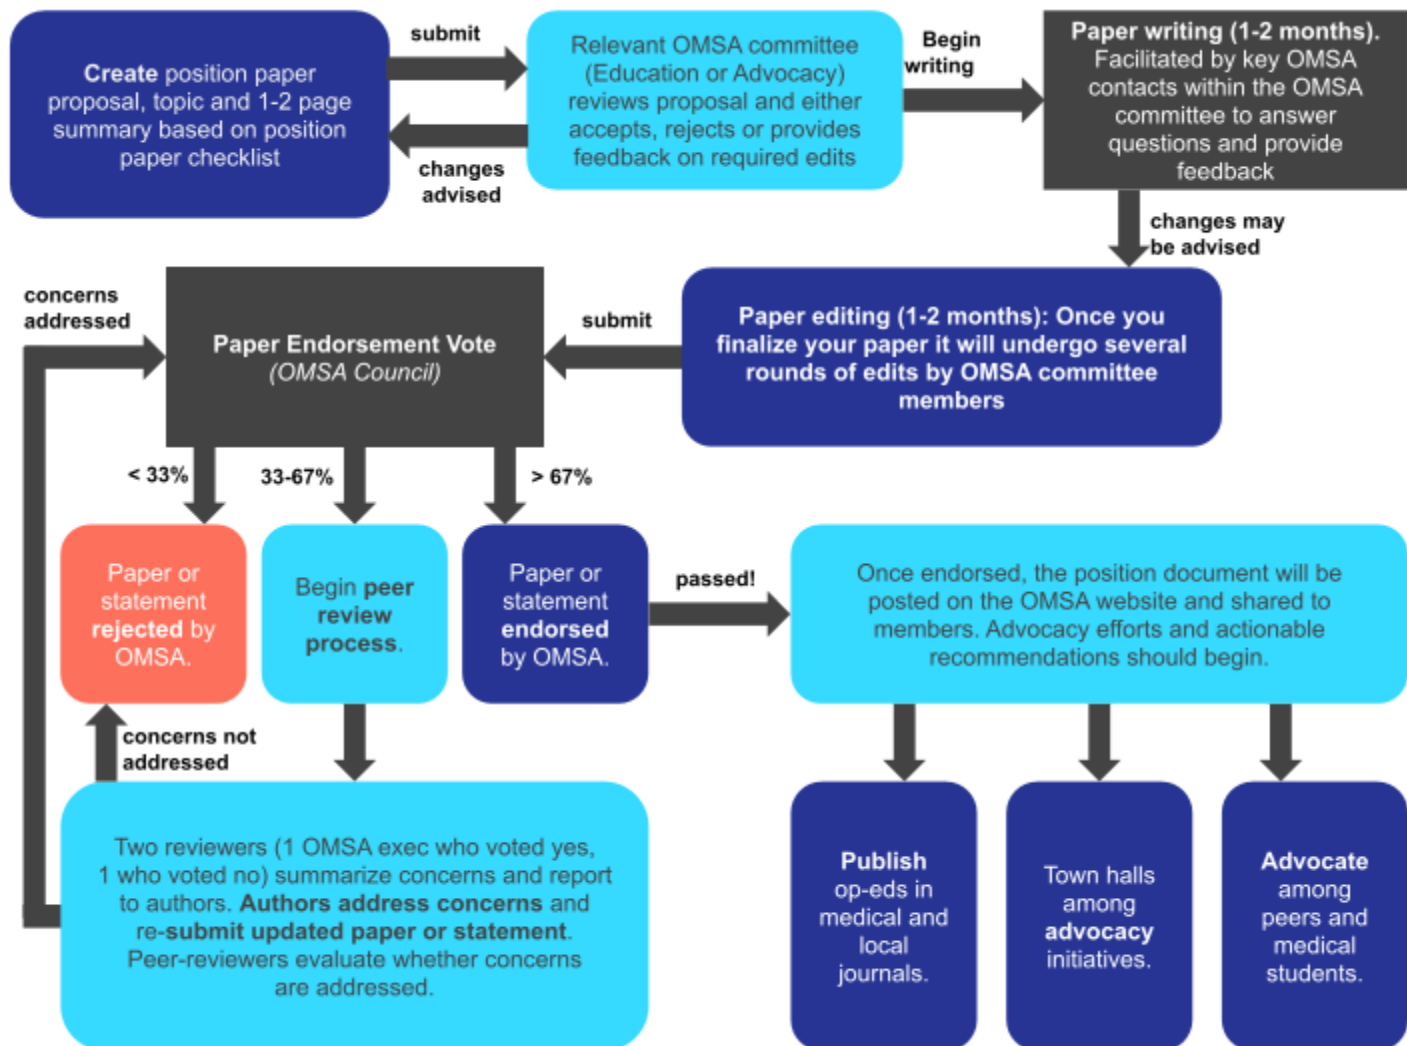 Create position paper
proposal, topic and 1-2 page
summary based on position
paper checklist
submit
changes
advised
Relevant OMSA committee
(Education or Advocacy)
reviews proposal and either
accepts, rejects or provides
feedback on required edits
Begin
writing
Paper writing (1-2 months).
Facilitated by key OMSA
contacts within the OMSA
committee to answer
questions and provide
feedback
changes may
be advised
Paper editing (1-2 months): Once you
finalize your paper it will undergo several
rounds of edits by OMSA committee
members
submit
Paper Endorsement Vote
(OMSA Council)
concerns
addressed
< 33%
33-67%
> 67%
Paper or
statement
rejected by
OMSA.
Begin peer
review
process.
Paper or
statement
endorsed
by OMSA.
passed!
Once endorsed, the position document will be
posted on the OMSA website and shared to
members. Advocacy efforts and actionable
recommendations should begin.
concerns not
addressed
Two reviewers (1 OMSA exec who voted yes,
1 who voted no) summarize concerns and report
to authors. Authors address concerns and
re-submit updated paper or statement.
Peer-reviewers evaluate whether concerns
are addressed.
Publish
op-eds in
medical and
local
journals.
Town halls
among
advocacy
initiatives.
Advocate
among
peers and
medical
students.